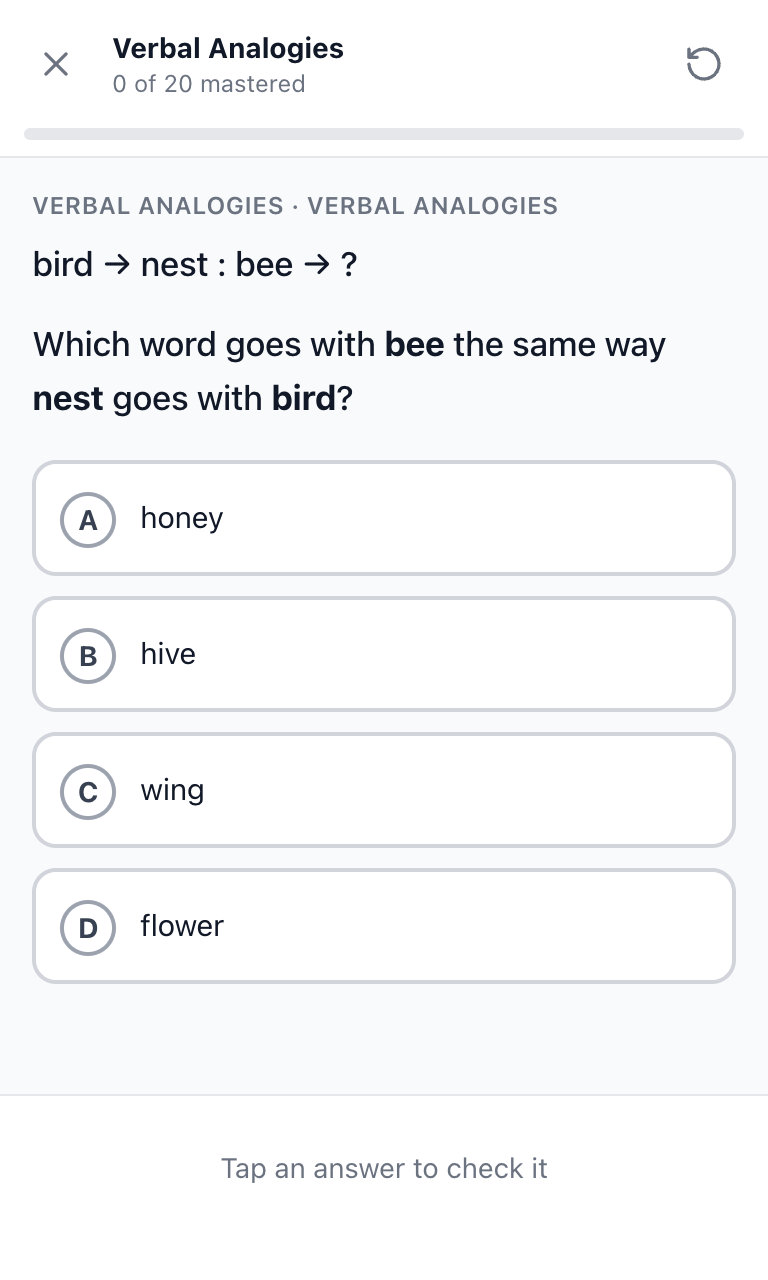 Verbal Analogies
0 of 20 mastered
VERBAL ANALOGIES · VERBAL ANALOGIES
bird → nest : bee → ?
Which word goes with bee the same way
nest goes with bird?
A honey
B hive
C wing
D flower
Tap an answer to check it